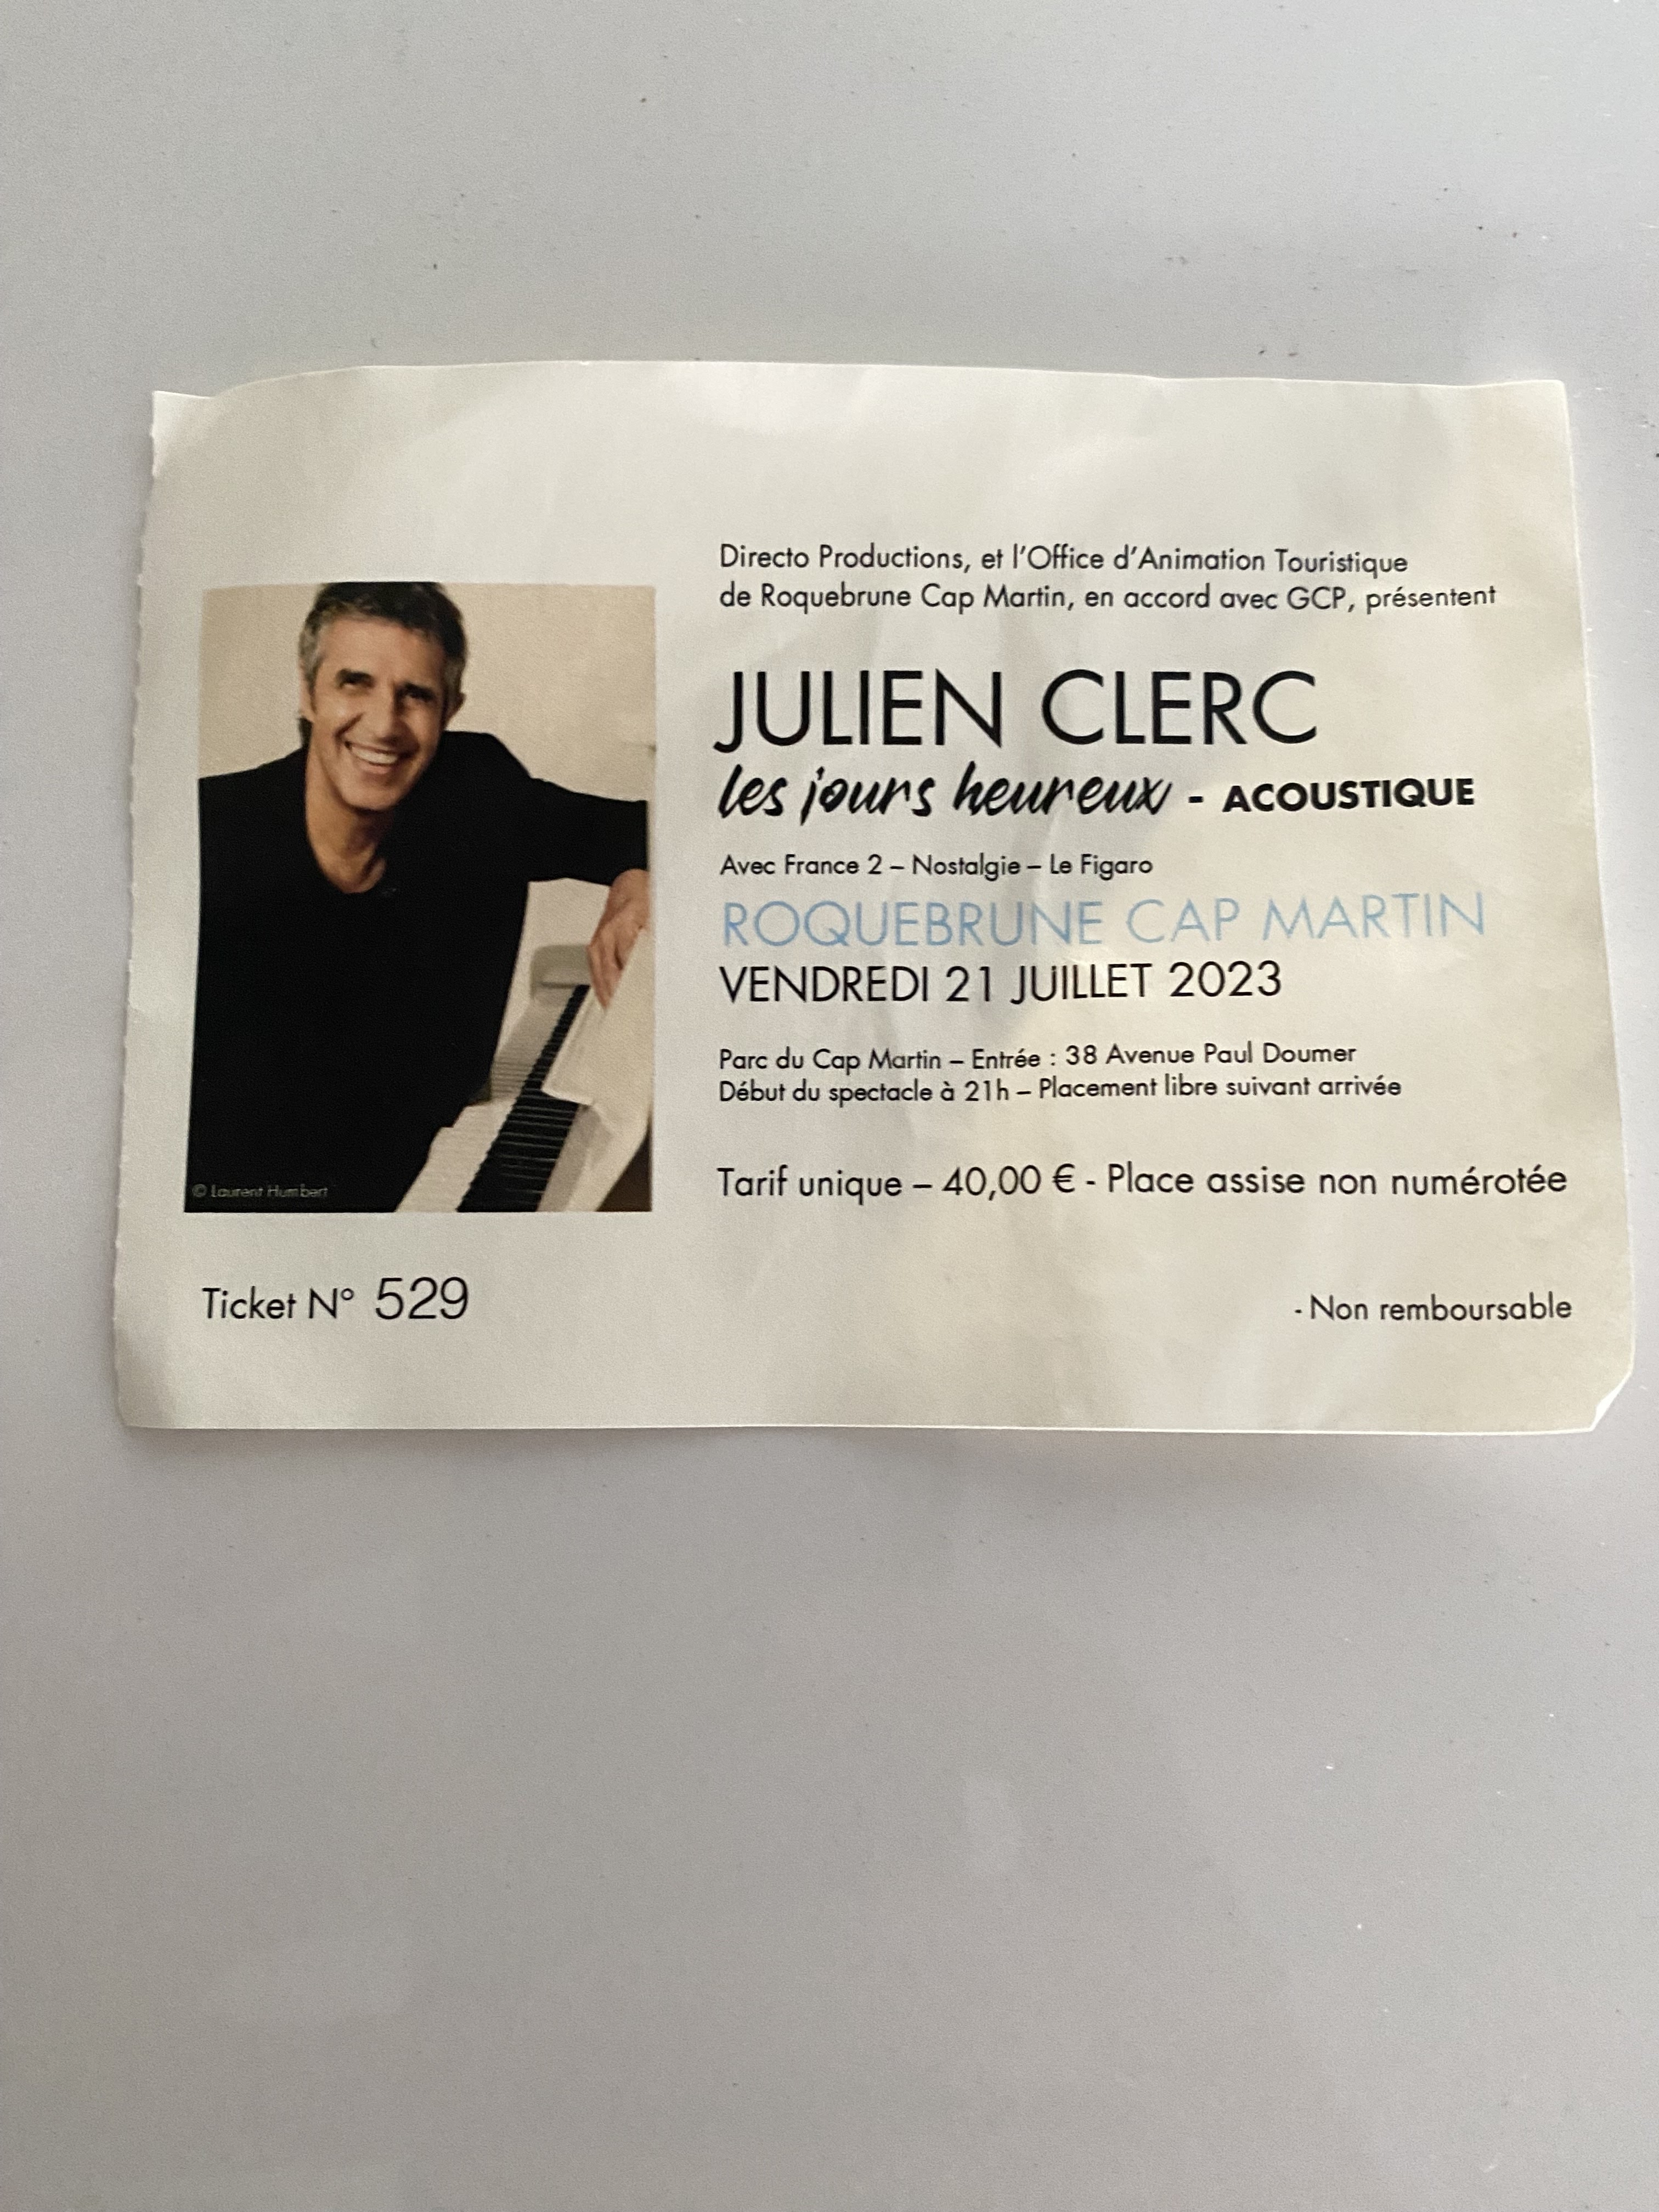 Directo Productions, et l'Office d'Animation Touristique
de Roquebrune Cap Martin, en accord avec GCP, présentent
JULIEN CLERC
les jours heureux - ACOUSTIQUE
Avec France 2 – Nostalgie – Le Figaro
ROQUEBRUNE CAP MARTIN
VENDREDI 21 JUILLET 2023
Parc du Cap Martin – Entrée : 38 Avenue Paul Doumer
Début du spectacle à 21h – Placement libre suivant arrivée
Tarif unique – 40,00 € - Place assise non numérotée
© Laurent Humbert
Ticket N° 529
- Non remboursable